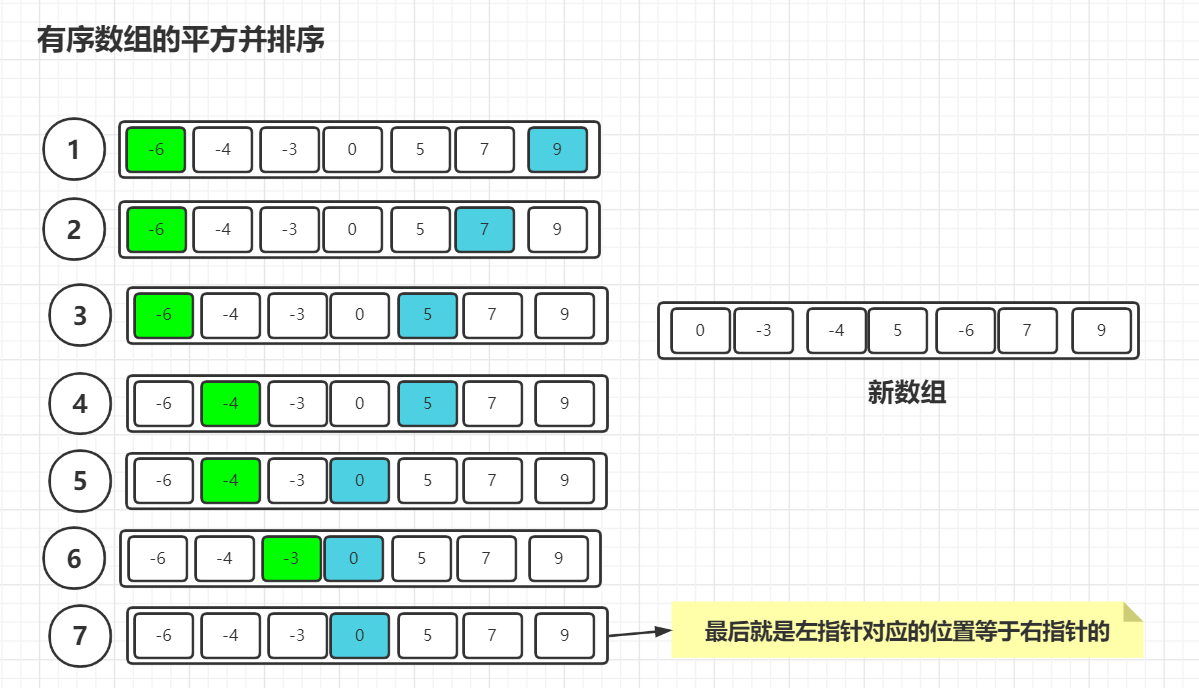 有序数组的平方并排序
1 -6 -4 -3 0 5 7 9
2 -6 -4 -3 0 5 7 9
3 -6 -4 -3 0 5 7 9
0 -3 -4 5 -6 7 9
新数组
4 -6 -4 -3 0 5 7 9
5 -6 -4 -3 0 5 7 9
6 -6 -4 -3 0 5 7 9
7 -6 -4 -3 0 5 7 9
最后就是左指针对应的位置等于右指针的